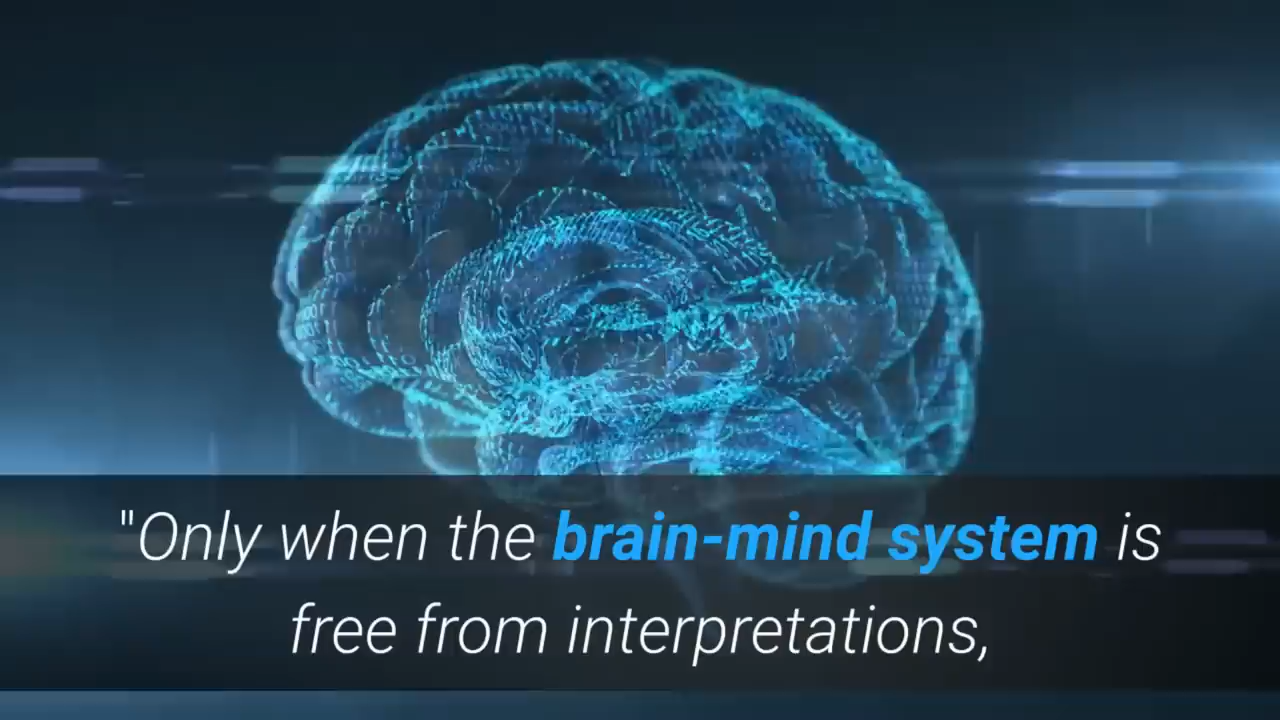 "Only when the brain-mind system is
free from interpretations,